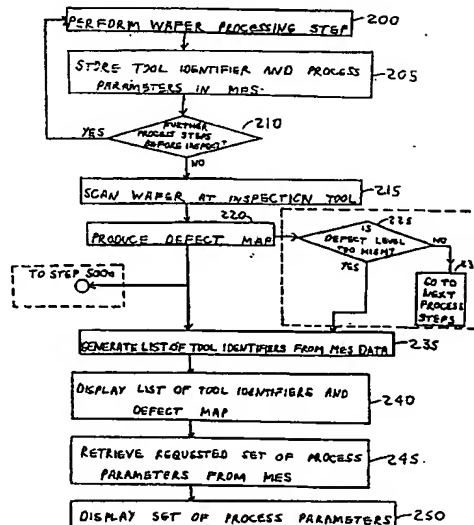 PERFORM WAFER PROCESSING STEP
200
STORE TOOL IDENTIFIER AND PROCESS
PARAMETERS IN MES.
205
FURTHER
PROCESS STEPS
BEFORE INSPECT?
210
YES
NO
SCAN WAFER AT INSPECTION TOOL
215
220
PRODUCE DEFECT MAP
225
IS
DEFECT LEVEL
TOO HIGH?
NO
YES
23
GO TO
NEXT
PROCESS
STEPS
TO STEP 500
GENERATE LIST OF TOOL IDENTIFIERS FROM MES DATA
235
DISPLAY LIST OF TOOL IDENTIFIERS AND
DEFECT MAP
240
RETRIEVE REQUESTED SET OF PROCESS
PARAMETERS FROM MES
245.
DISPLAY SET OF PROCESS PARAMETERS
250